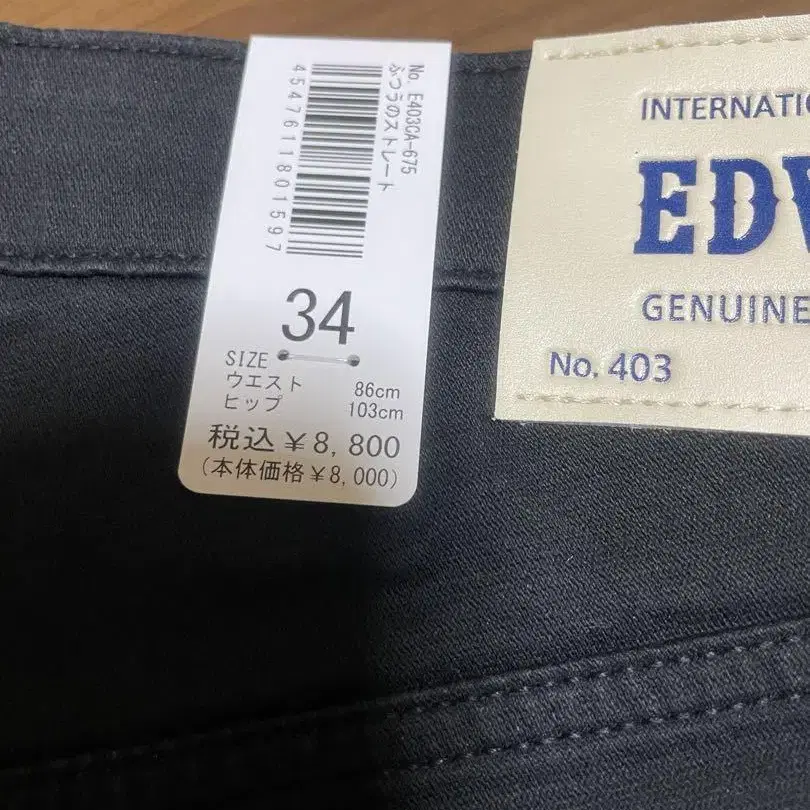 No. E403CA-675
ふつうのストレート
4547611801597
34
SIZE
ウエスト 86cm
ヒップ 103cm
税込¥8,800
(本体価格¥8,000)
INTERNATIO
EDW
GENUINE
No. 403